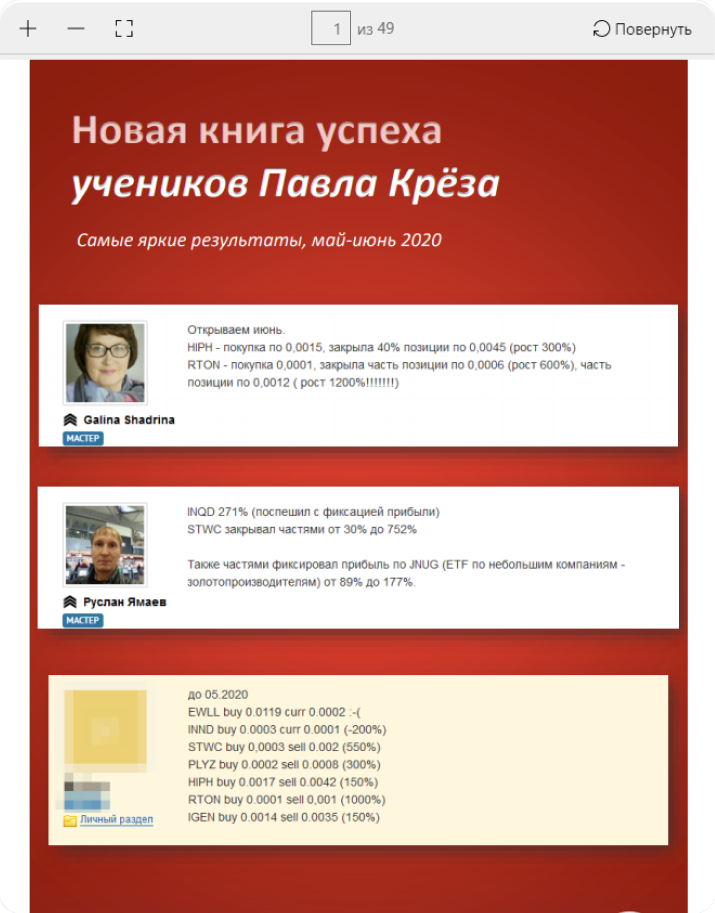 1 из 49
Повернуть
Новая книга успеха
учеников Павла Крёза
Самые яркие результаты, май-июнь 2020
Открываем июнь.
HIPH - покупка по 0,0015, закрыла 40% позиции по 0,0045 (рост 300%)
RTON - покупка 0,0001, закрыла часть позиции по 0,0006 (рост 600%), часть
позиции по 0,0012 ( рост 1200%!!!!!!!)
Galina Shadrina
МАСТЕР
INQD 271% (поспешил с фиксацией прибыли)
STWC закрывал частями от 30% до 752%
Также частями фиксировал прибыль по JNUG (ETF по небольшим компаниям -
золотопроизводителям) от 89% до 177%.
Руслан Ямаев
МАСТЕР
до 05.2020
EWLL buy 0.0119 curr 0.0002 :-(
INND buy 0.0003 curr 0.0001 (-200%)
STWC buy 0,0003 sell 0.002 (550%)
PLYZ buy 0.0002 sell 0.0008 (300%)
HIPH buy 0.0017 sell 0.0042 (150%)
RTON buy 0.0001 sell 0,001 (1000%)
IGEN buy 0.0014 sell 0.0035 (150%)
Личный раздел